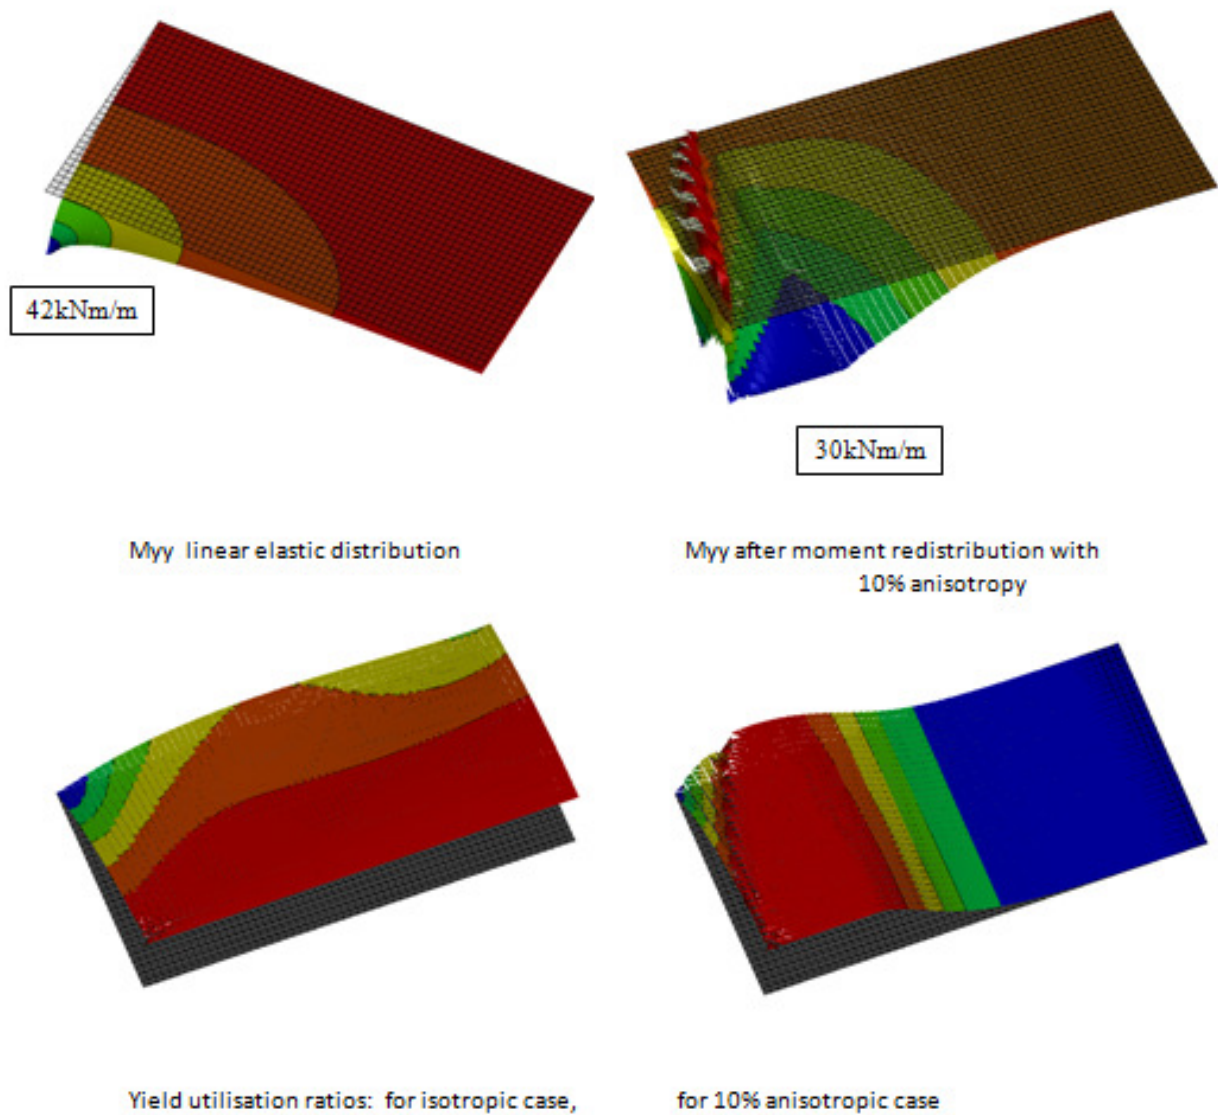 42kNm/m
30kNm/m
Myy linear elastic distribution
Myy after moment redistribution with
10% anisotropy
Yield utilisation ratios: for isotropic case, for 10% anisotropic case